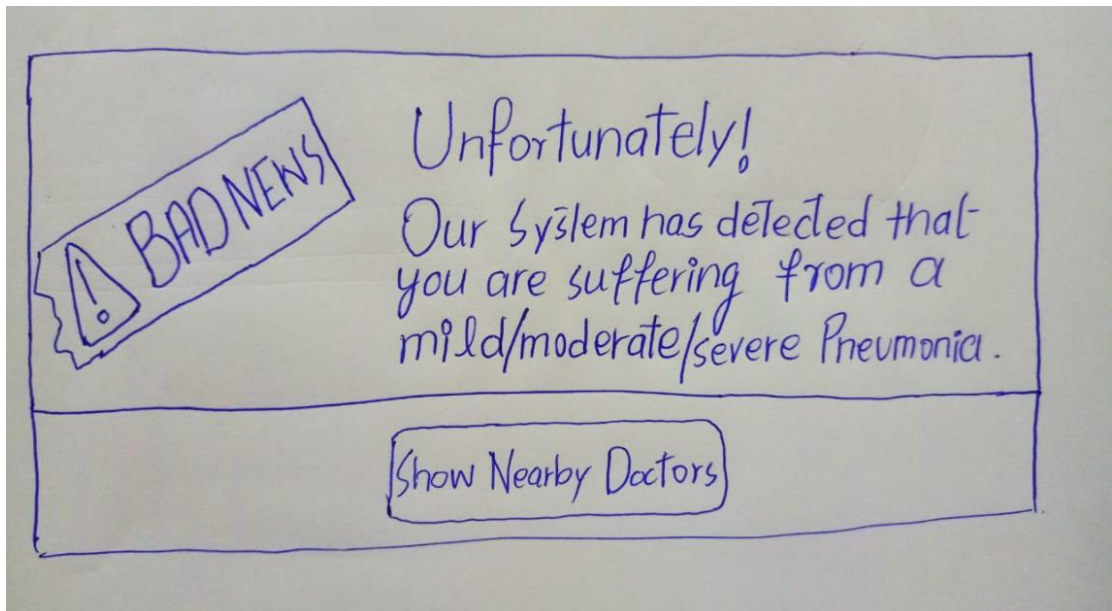 BAD NEWS
Unfortunately!
Our System has detected that
you are suffering from a
mild/moderate/severe Pneumonia.
Show Nearby Doctors